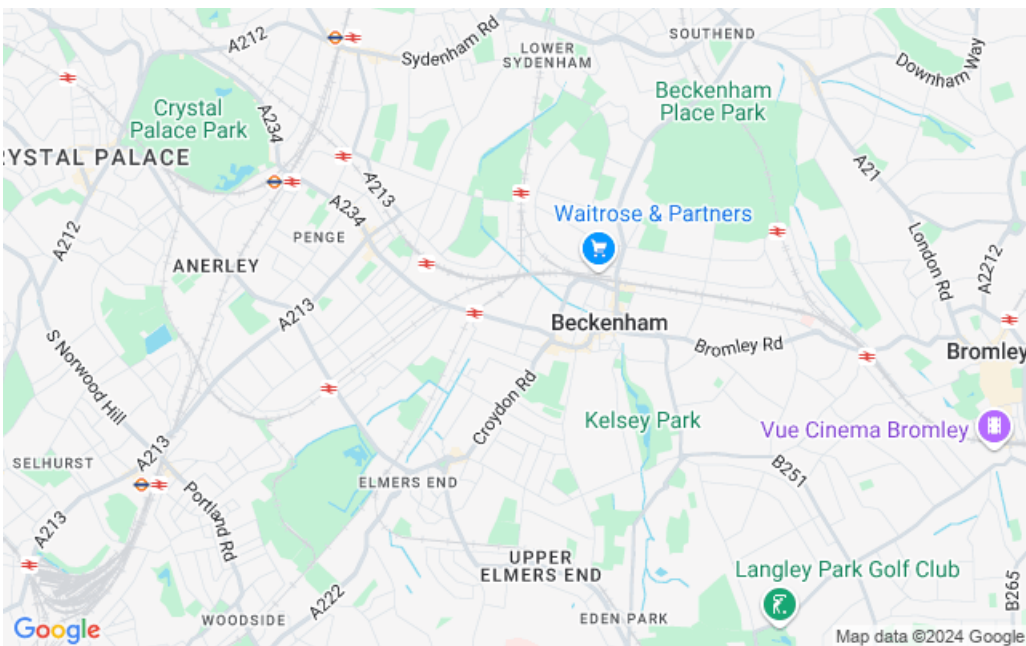 A212
Sydenham Rd
LOWER
SYDENHAM
SOUTHEND
Downham Way
Crystal
Palace Park
A234
Beckenham
Place Park
RYSTAL PALACE
A213
A21
A234
Waitrose & Partners
A212
PENGE
London Rd
A2212
ANERLEY
A213
Beckenham
Bromley Rd
Bromley
S Norwood Hill
Croydon Rd
Kelsey Park
Vue Cinema Bromley
A213
SELHURST
ELMERS END
B251
Portland Rd
A213
UPPER
ELMERS END
Langley Park Golf Club
B265
A222
WOODSIDE
EDEN PARK
Google
Map data ©2024 Google